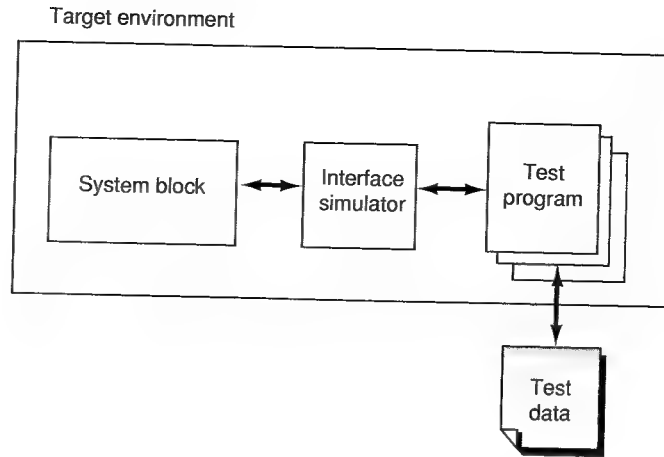 Target environment
System block
Interface
simulator
Test
program
Test
data